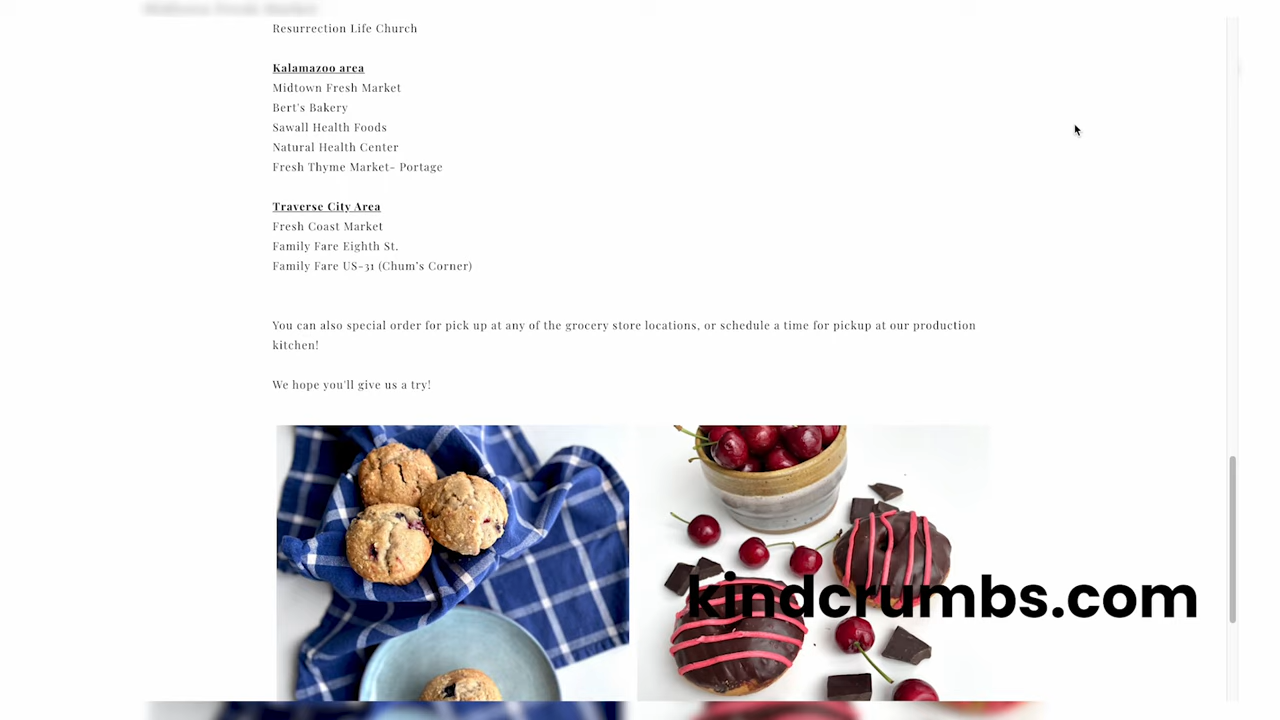 Resurrection Life Church
Kalamazoo area
Midtown Fresh Market
Bert's Bakery
Sawall Health Foods
Natural Health Center
Fresh Thyme Market- Portage
Traverse City Area
Fresh Coast Market
Family Fare Eighth St.
Family Fare US-31 (Chum's Corner)
You can also special order for pick up at any of the grocery store locations, or schedule a time for pickup at our production
kitchen!
We hope you'll give us a try!
kindcrumbs.com